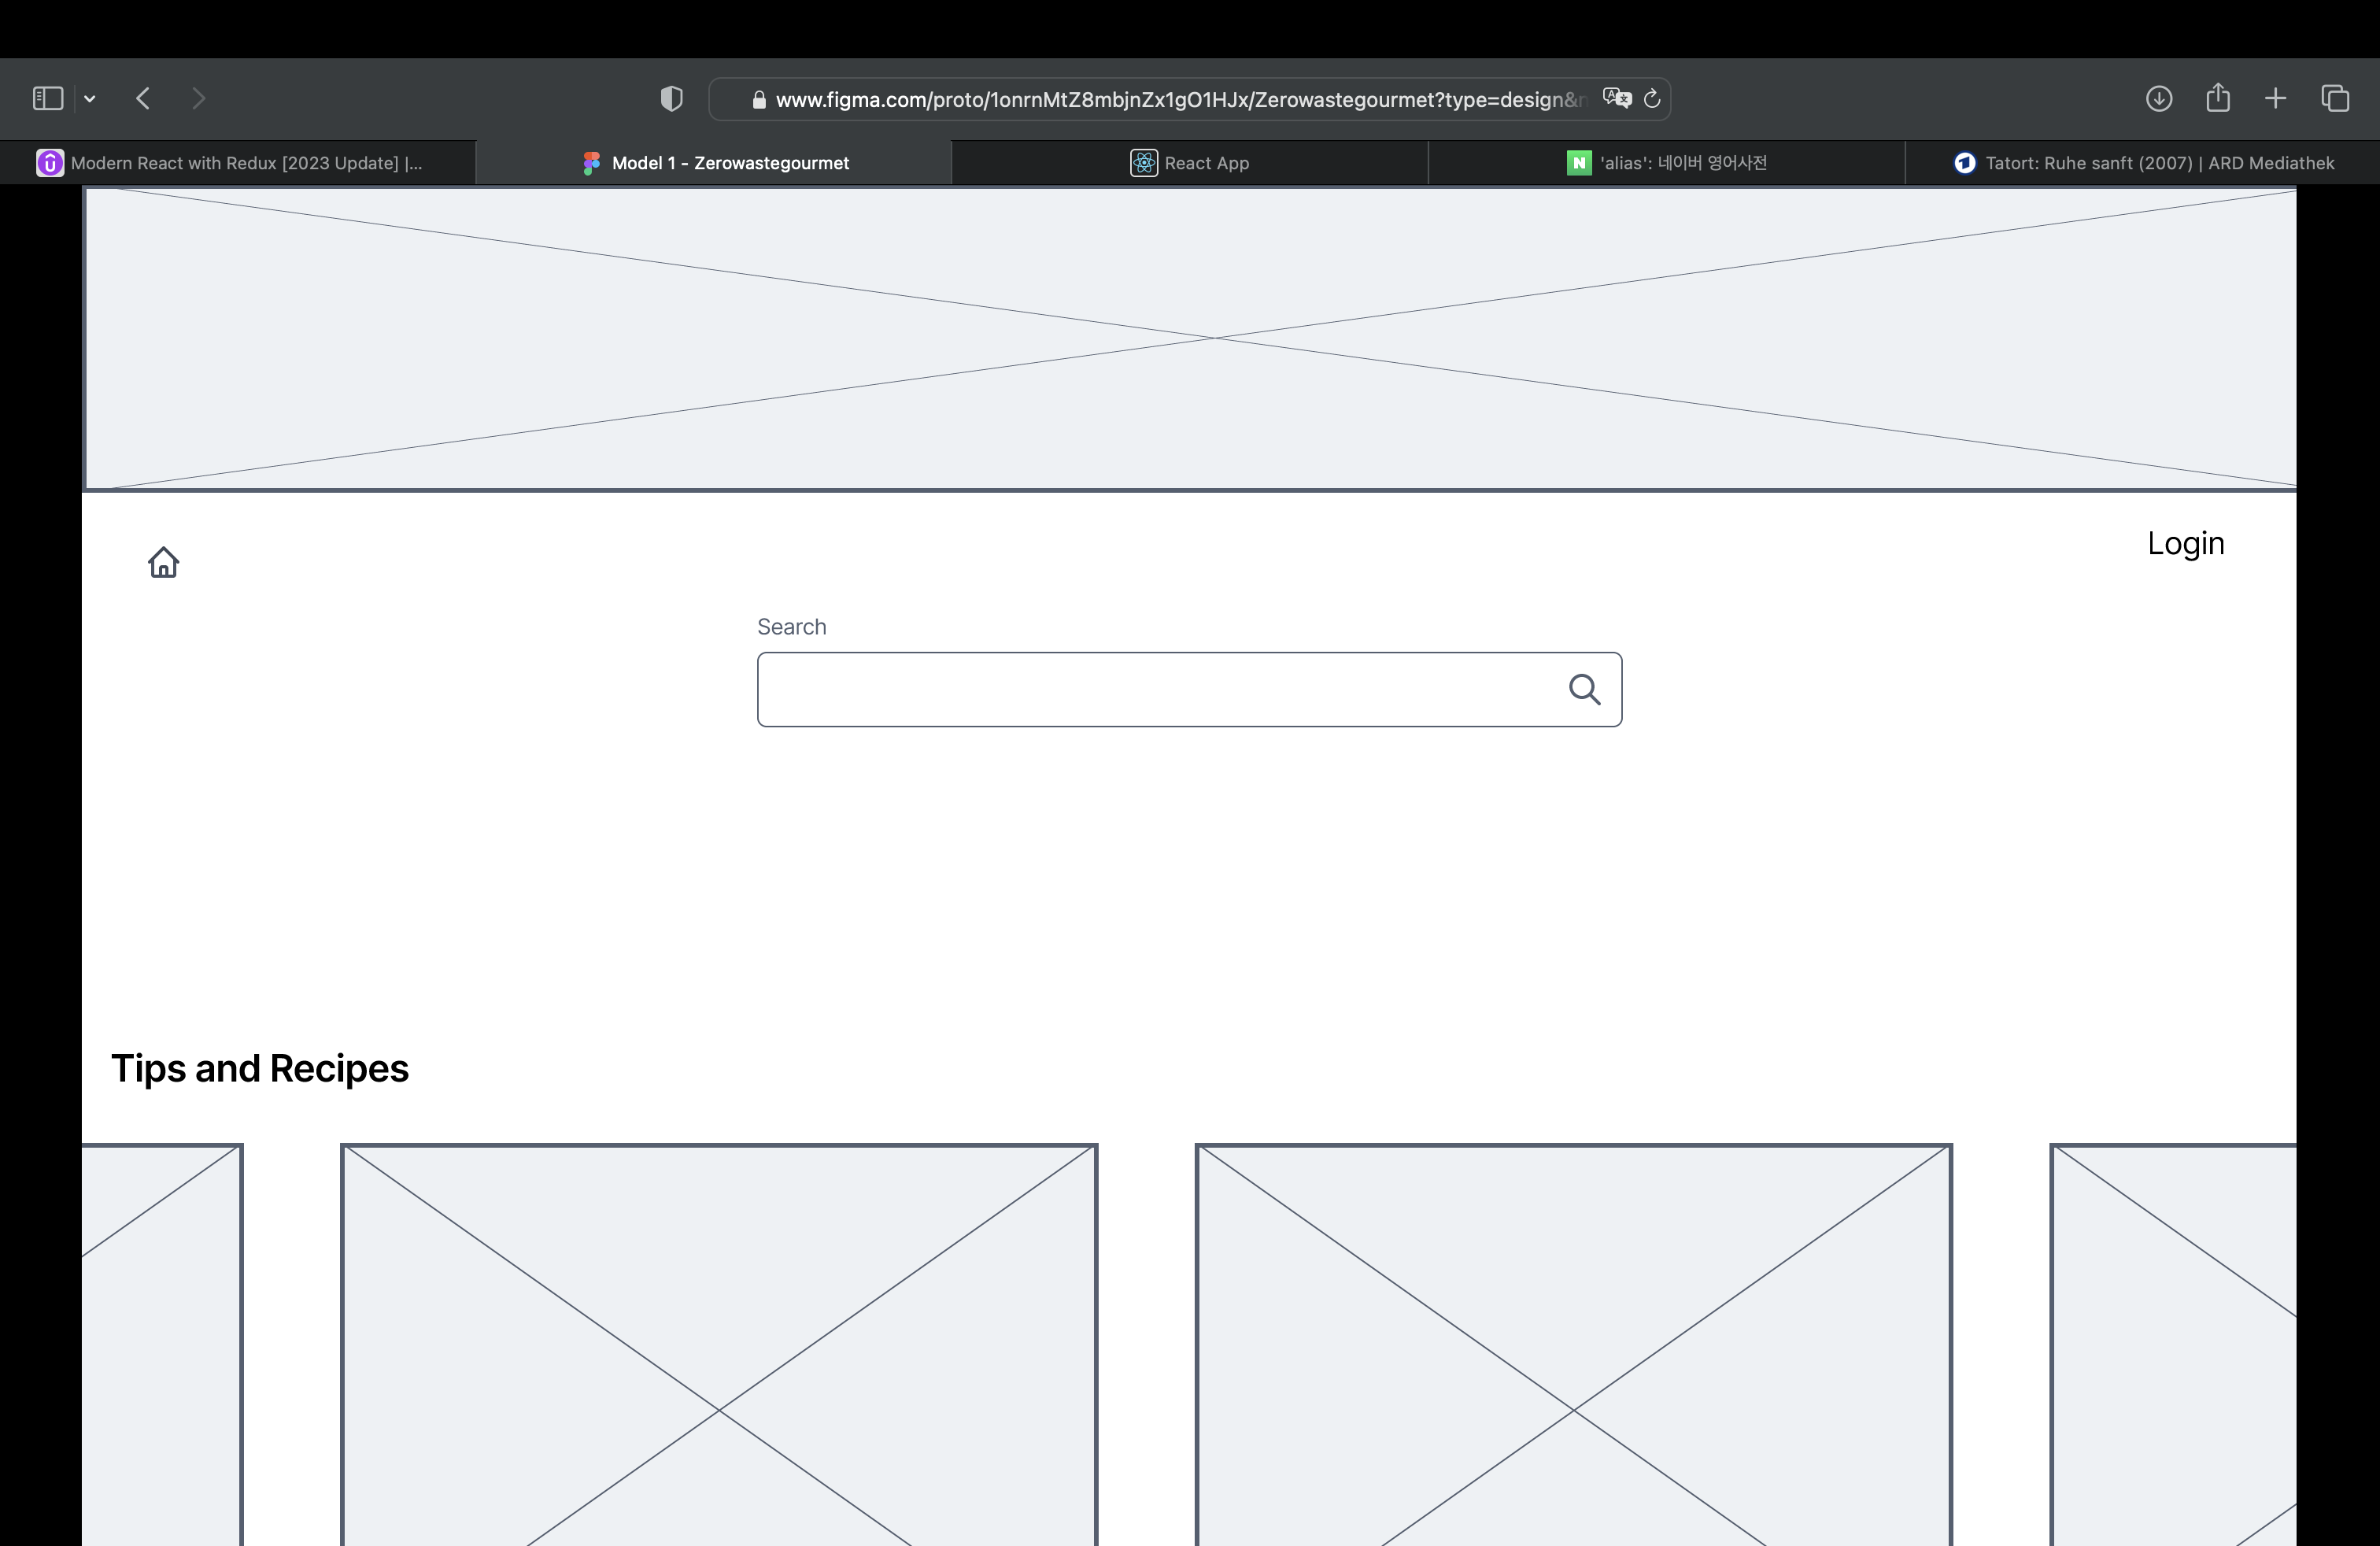 www.figma.com/proto/1onrnMtZ8mbjnZx1gO1HJx/Zerowastegourmet?type=design&
Modern React with Redux [2023 Update] |...
Model 1 - Zerowastegourmet
React App
'alias': 네이버 영어사전
Tatort: Ruhe sanft (2007) | ARD Mediathek
Login
Search
Tips and Recipes